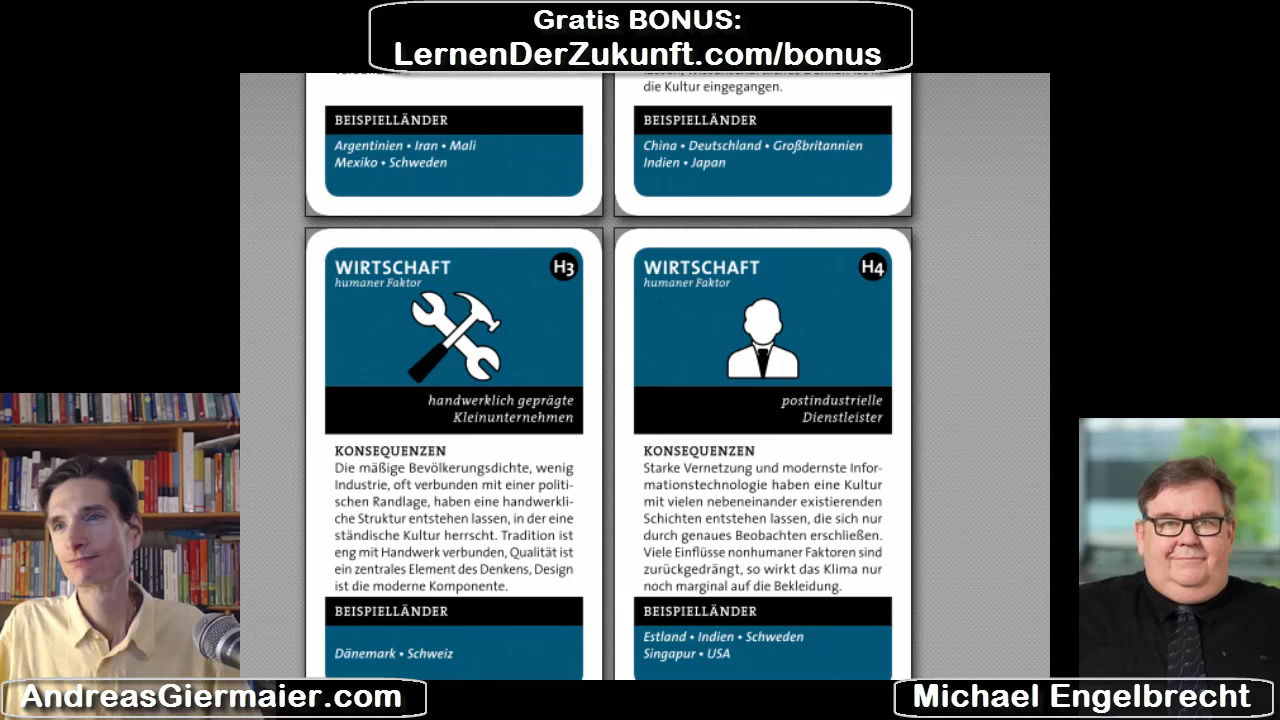 Gratis BONUS:
LernenDerZukunft.com/bonus
die Kultur eingegangen.
BEISPIELLÄNDER
Argentinien • Iran • Mali
Mexiko • Schweden
BEISPIELLÄNDER
China • Deutschland • Großbritannien
Indien • Japan
WIRTSCHAFT
humaner Faktor
H3
handwerklich geprägte
Kleinunternehmen
KONSEQUENZEN
Die mäßige Bevölkerungsdichte, wenig
Industrie, oft verbunden mit einer politi-
schen Randlage, haben eine handwerkli-
che Struktur entstehen lassen, in der eine
ständische Kultur herrscht. Tradition ist
eng mit Handwerk verbunden, Qualität ist
ein zentrales Element des Denkens, Design
ist die moderne Komponente.
BEISPIELLÄNDER
Dänemark • Schweiz
WIRTSCHAFT
humaner Faktor
H4
postindustrielle
Dienstleister
KONSEQUENZEN
Starke Vernetzung und modernste Infor-
mationstechnologie haben eine Kultur
mit vielen nebeneinander existierenden
Schichten entstehen lassen, die sich nur
durch genaues Beobachten erschließen.
Viele Einflüsse nonhumaner Faktoren sind
zurückgedrängt, so wirkt das Klima nur
noch marginal auf die Bekleidung.
BEISPIELLÄNDER
Estland • Indien • Schweden
Singapur • USA
AndreasGiermaier.com
Michael Engelbrecht